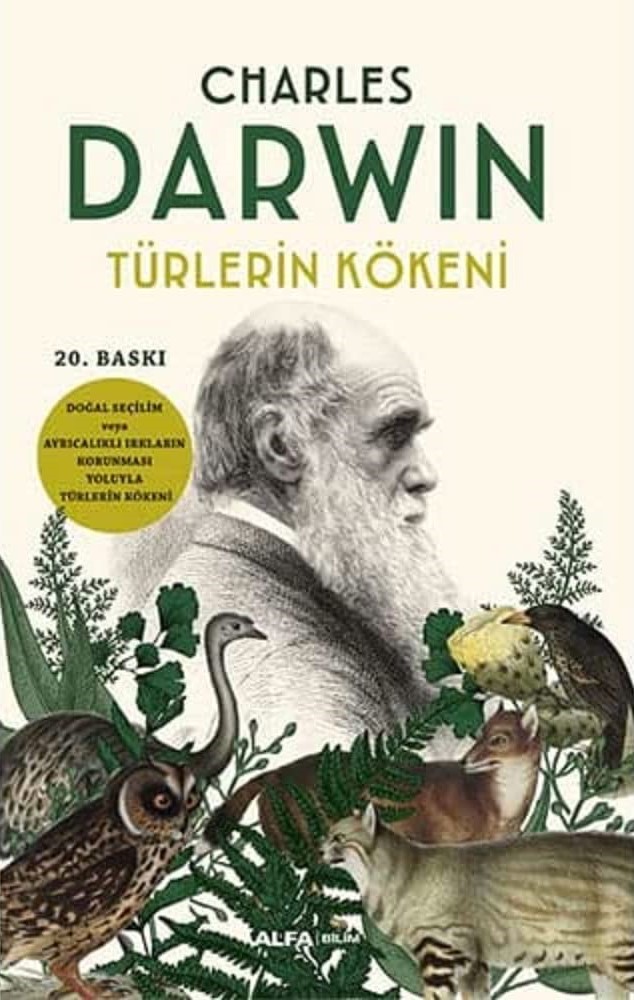 CHARLES
DARWIN
TÜRLERİN KÖKENİ
20. BASKI
DOĞAL SEÇİLİM
veya
AYRICALIKLI IRKLARIN
KORUNMASI
YOLUYLA
TÜRLERİN KÖKENİ
ALFA | BİLİM